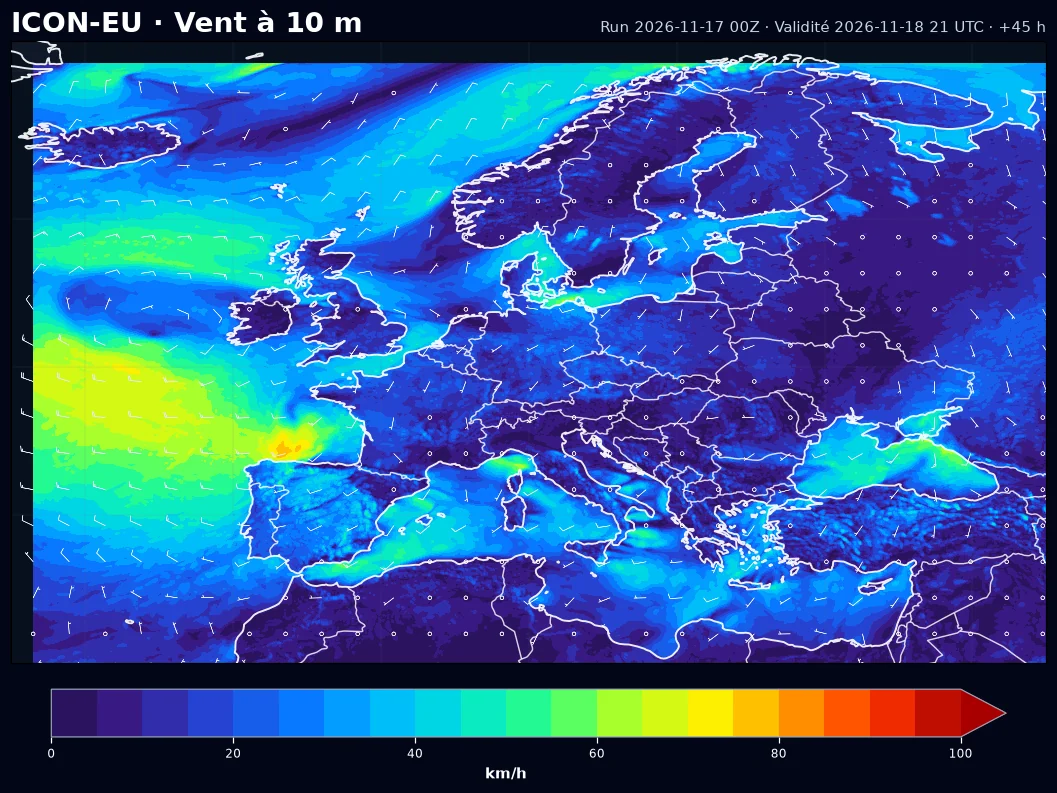 ICON-EU · Vent à 10 m
Run 2026-11-17 00Z · Validité 2026-11-18 21 UTC · +45 h
0 20 40 60 80 100
km/h